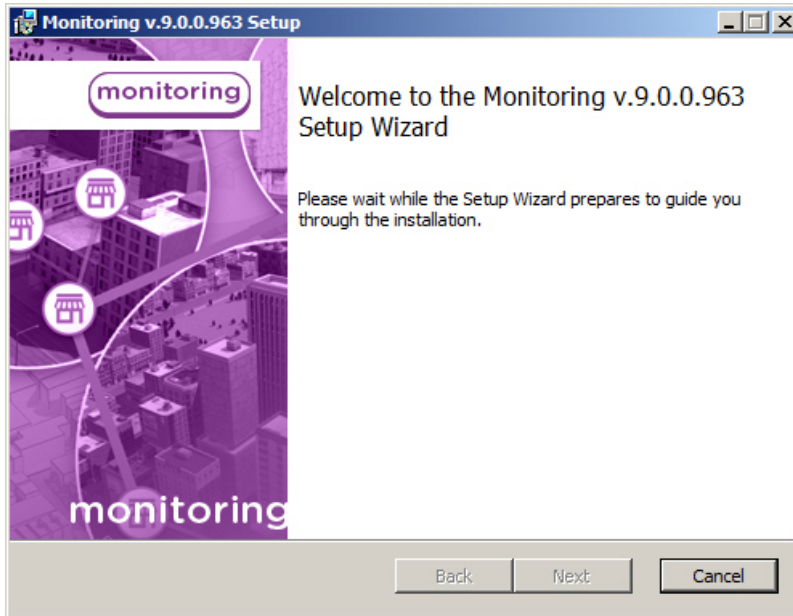 Monitoring v.9.0.0.963 Setup
monitoring
Welcome to the Monitoring v.9.0.0.963
Setup Wizard
Please wait while the Setup Wizard prepares to guide you
through the installation.
monitoring
Back
Next
Cancel